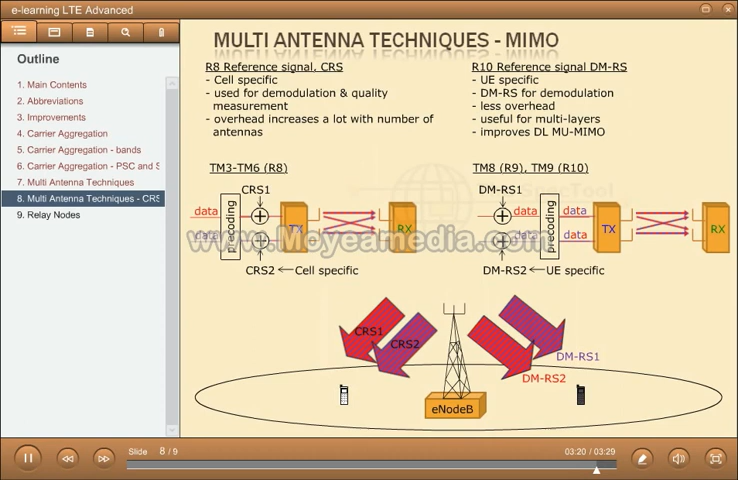 e-learning LTE Advanced
Outline
1. Main Contents
2. Abbreviations
3. Improvements
4. Carrier Aggregation
5. Carrier Aggregation - bands
6. Carrier Aggregation - PSC and S
7. Multi Antenna Techniques
8. Multi Antenna Techniques - CRS
9. Relay Nodes
MULTI ANTENNA TECHNIQUES - MIMO
R8 Reference signal, CRS
- Cell specific
- used for demodulation & quality
measurement
- overhead increases a lot with number of
antennas
R10 Reference signal DM-RS
- UE specific
- DM-RS for demodulation
- less overhead
- useful for multi-layers
- improves DL MU-MIMO
TM3-TM6 (R8)
CRS1
data
data
precoding
TX
RX
CRS2
Cell specific
TM8 (R9), TM9 (R10)
DM-RS1
data
data
data
data
precoding
TX
RX
DM-RS2
UE specific
SpecTool
www.Moyeamedia.com
CRS1
CRS2
DM-RS1
DM-RS2
eNodeB
Slide 8 / 9
03:20 / 03:29